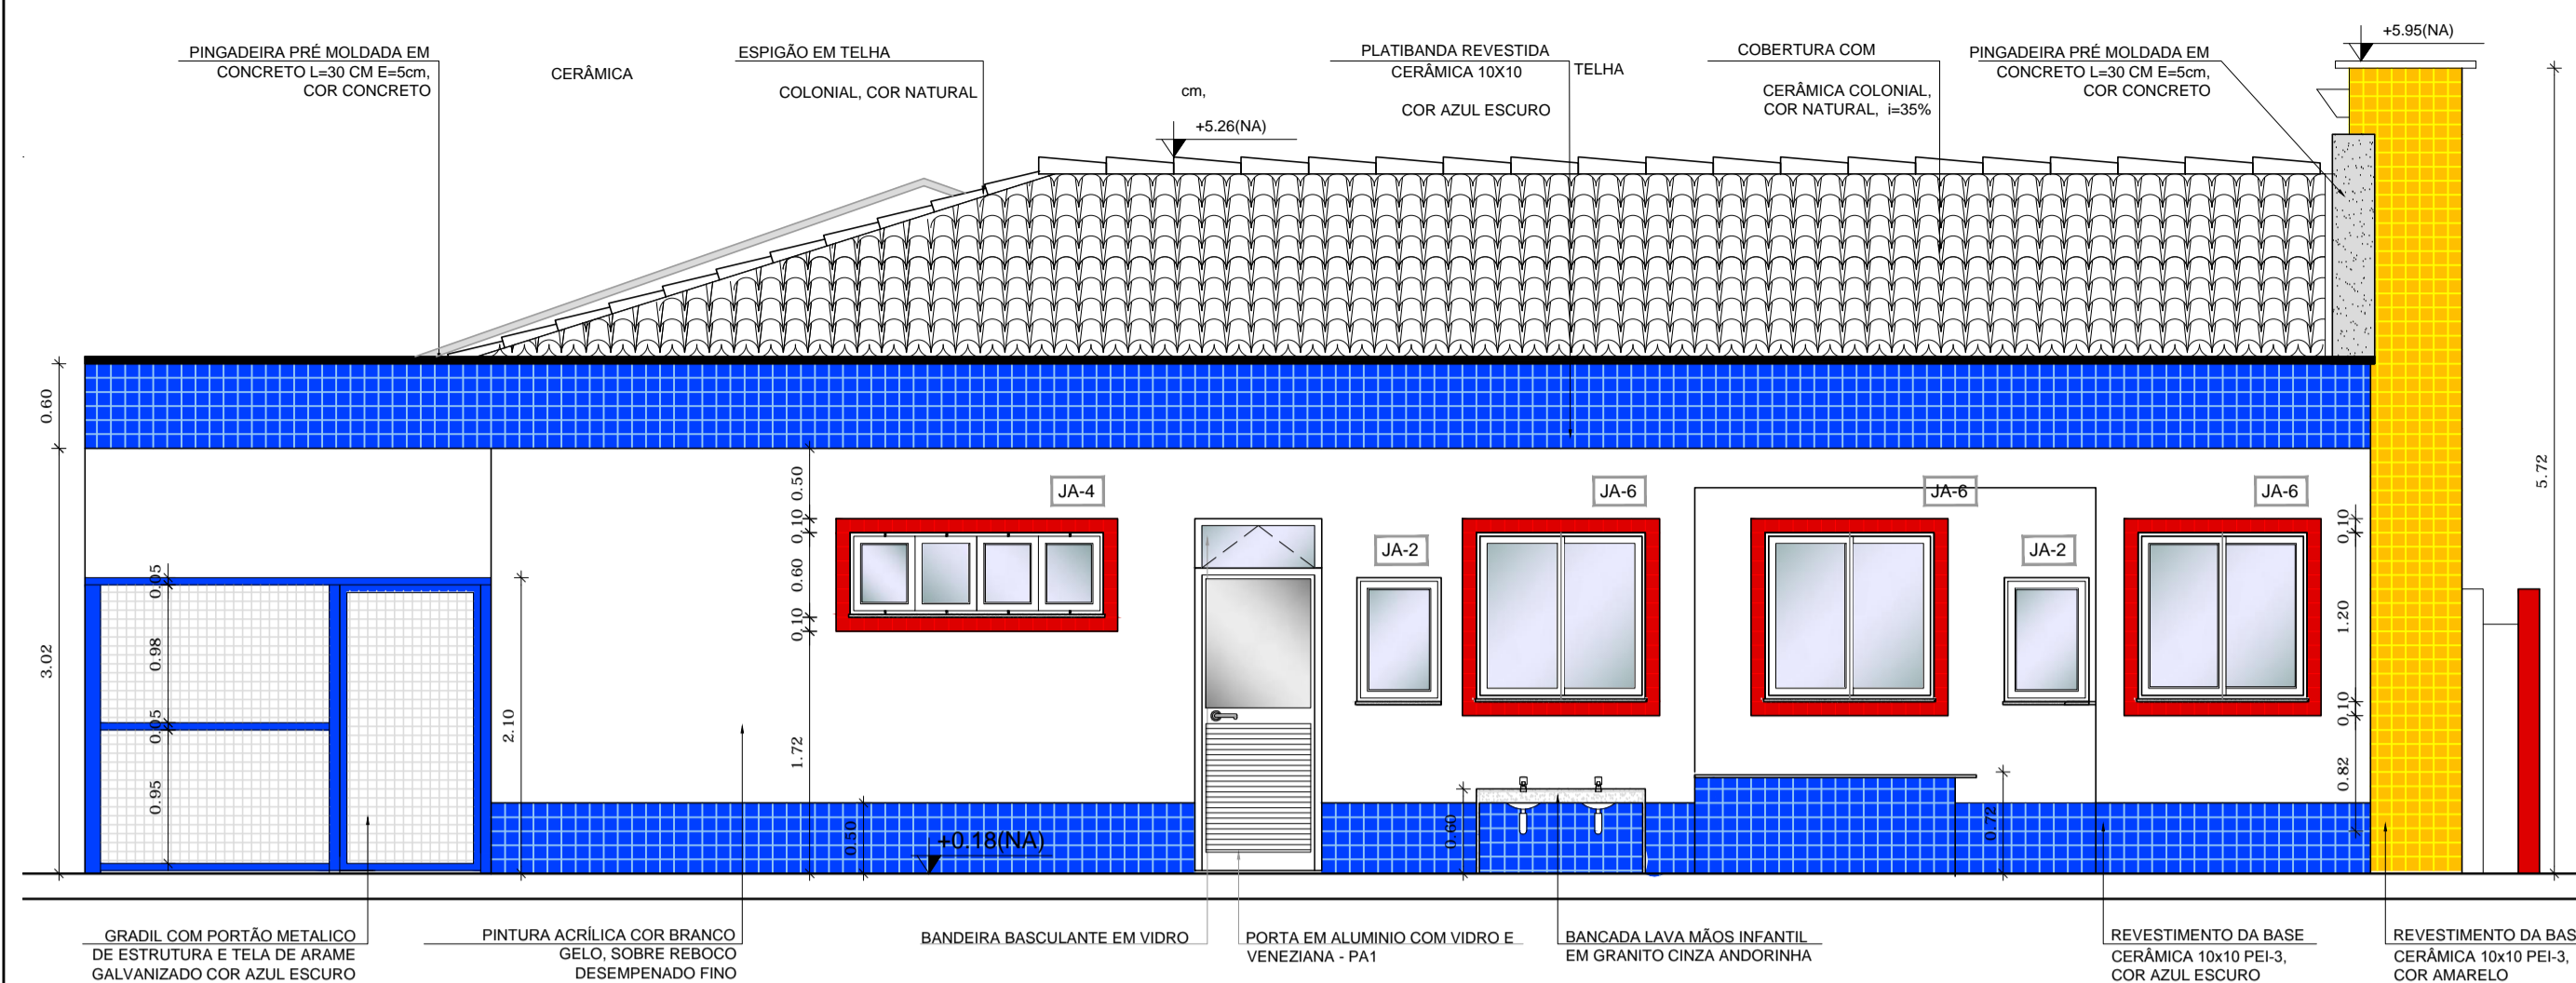 PINGADEIRA PRÉ MOLDADA EM
CONCRETO L=30 CM E=5cm,
COR CONCRETO
CERÂMICA
ESPIGÃO EM TELHA
COLONIAL, COR NATURAL
cm,
+5.26(NA)
PLATIBANDA REVESTIDA
CERÂMICA 10X10
COR AZUL ESCURO
TELHA
COBERTURA COM
CERÂMICA COLONIAL,
COR NATURAL, i=35%
PINGADEIRA PRÉ MOLDADA EM
CONCRETO L=30 CM E=5cm,
COR CONCRETO
+5.95(NA)
0.60
3.02
0.05
0.98
0.05
0.95
2.10
0.50
0,10
0.60
0,10
1.72
0.50
+0.18(NA)
JA-4
JA-2
JA-6
JA-6
JA-2
JA-6
0.60
0.72
0,10
1.20
0,10
0.82
5.72
GRADIL COM PORTÃO METALICO
DE ESTRUTURA E TELA DE ARAME
GALVANIZADO COR AZUL ESCURO
PINTURA ACRÍLICA COR BRANCO
GELO, SOBRE REBOCO
DESEMPENADO FINO
BANDEIRA BASCULANTE EM VIDRO
PORTA EM ALUMINIO COM VIDRO E
VENEZIANA - PA1
BANCADA LAVA MÃOS INFANTIL
EM GRANITO CINZA ANDORINHA
REVESTIMENTO DA BASE
CERÂMICA 10x10 PEI-3,
COR AZUL ESCURO
REVESTIMENTO DA BAS
CERÂMICA 10x10 PEI-3,
COR AMARELO